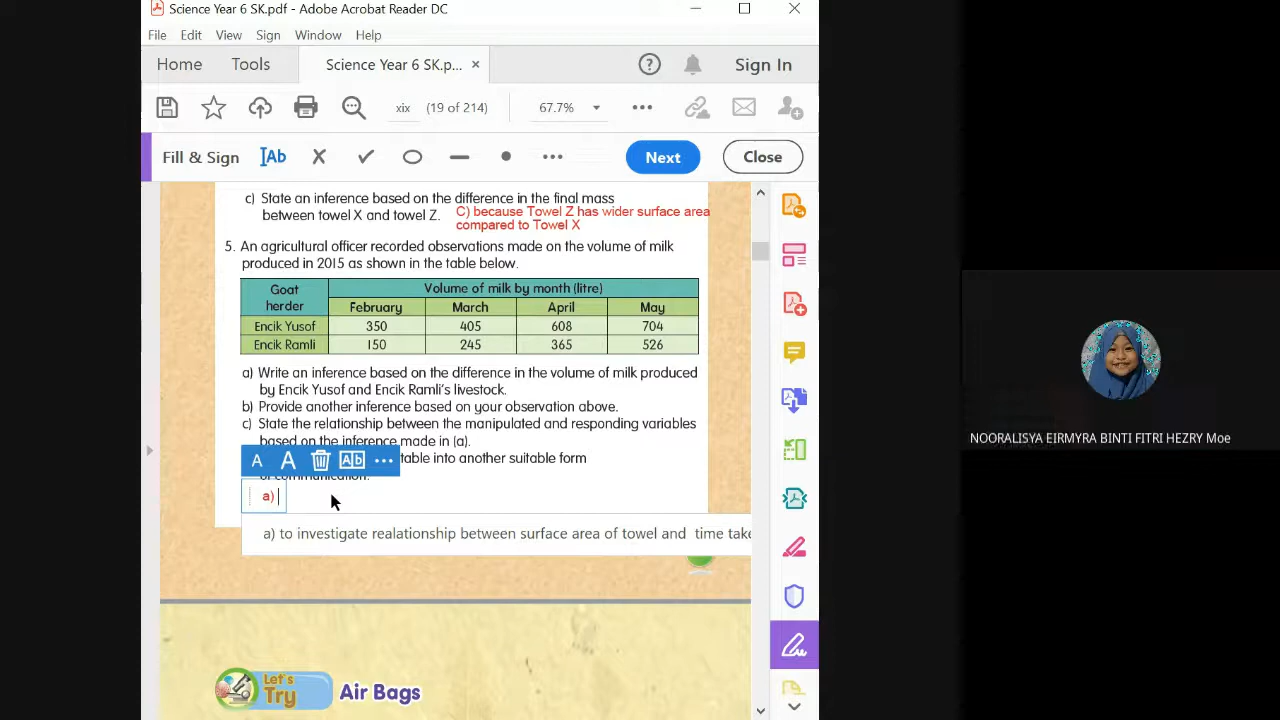 Science Year 6 SK.pdf - Adobe Acrobat Reader DC
File Edit View Sign Window Help
Home Tools Science Year 6 SK.p... × Sign In
xix (19 of 214) 67.7%
Fill & Sign Ab Next Close
c) State an inference based on the difference in the final mass
between towel X and towel Z.
C) because Towel Z has wider surface area
compared to Towel X
5. An agricultural officer recorded observations made on the volume of milk
produced in 2015 as shown in the table below.
Goat herder Volume of milk by month (litre)
February March April May
Encik Yusof 350 405 608 704
Encik Ramli 150 245 365 526
a) Write an inference based on the difference in the volume of milk produced
by Encik Yusof and Encik Ramli's livestock.
b) Provide another inference based on your observation above.
c) State the relationship between the manipulated and responding variables
based on the inference made in (a).
A A Ab table into another suitable form
of communication.
a)
a) to investigate realationship between surface area of towel and time take
Let's
Try Air Bags
NOORALISYA EIRMYRA BINTI FITRI HEZRY Moe